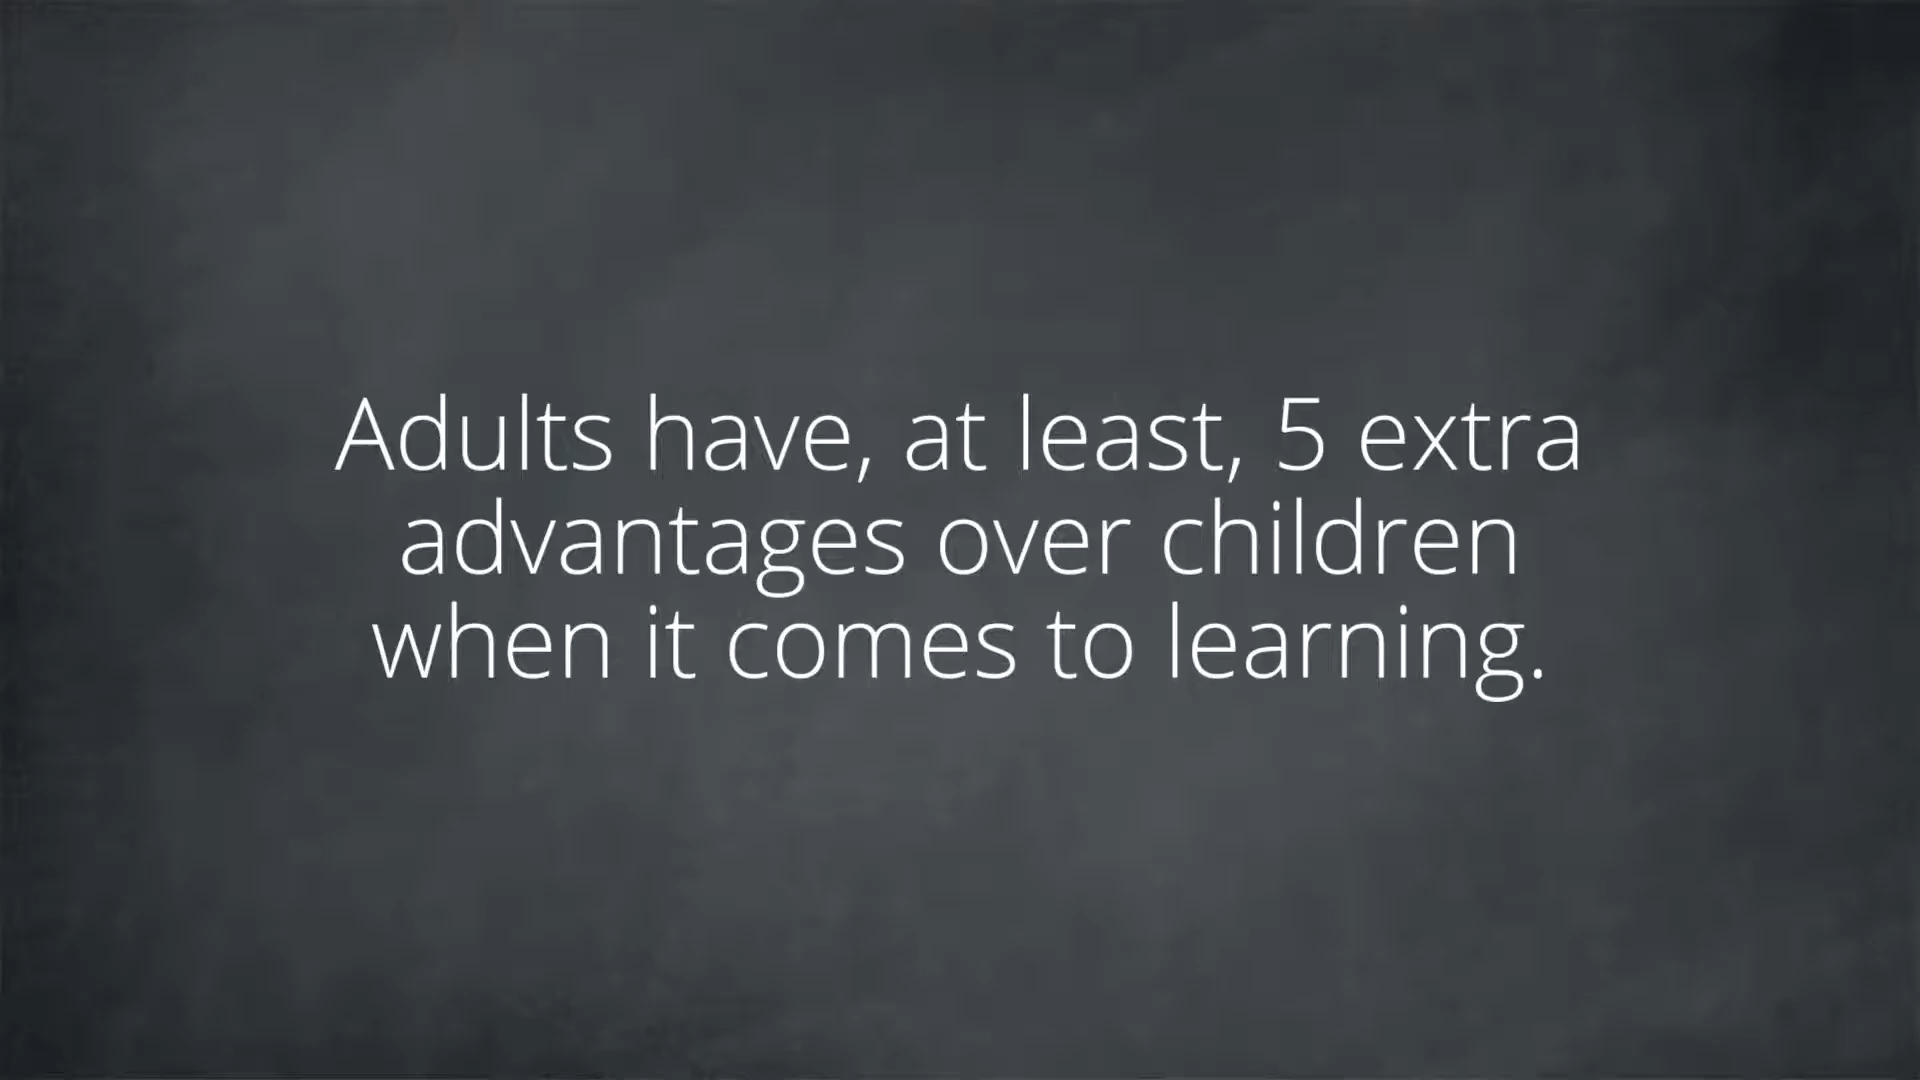 Adults have, at least, 5 extra
advantages over children
when it comes to learning.